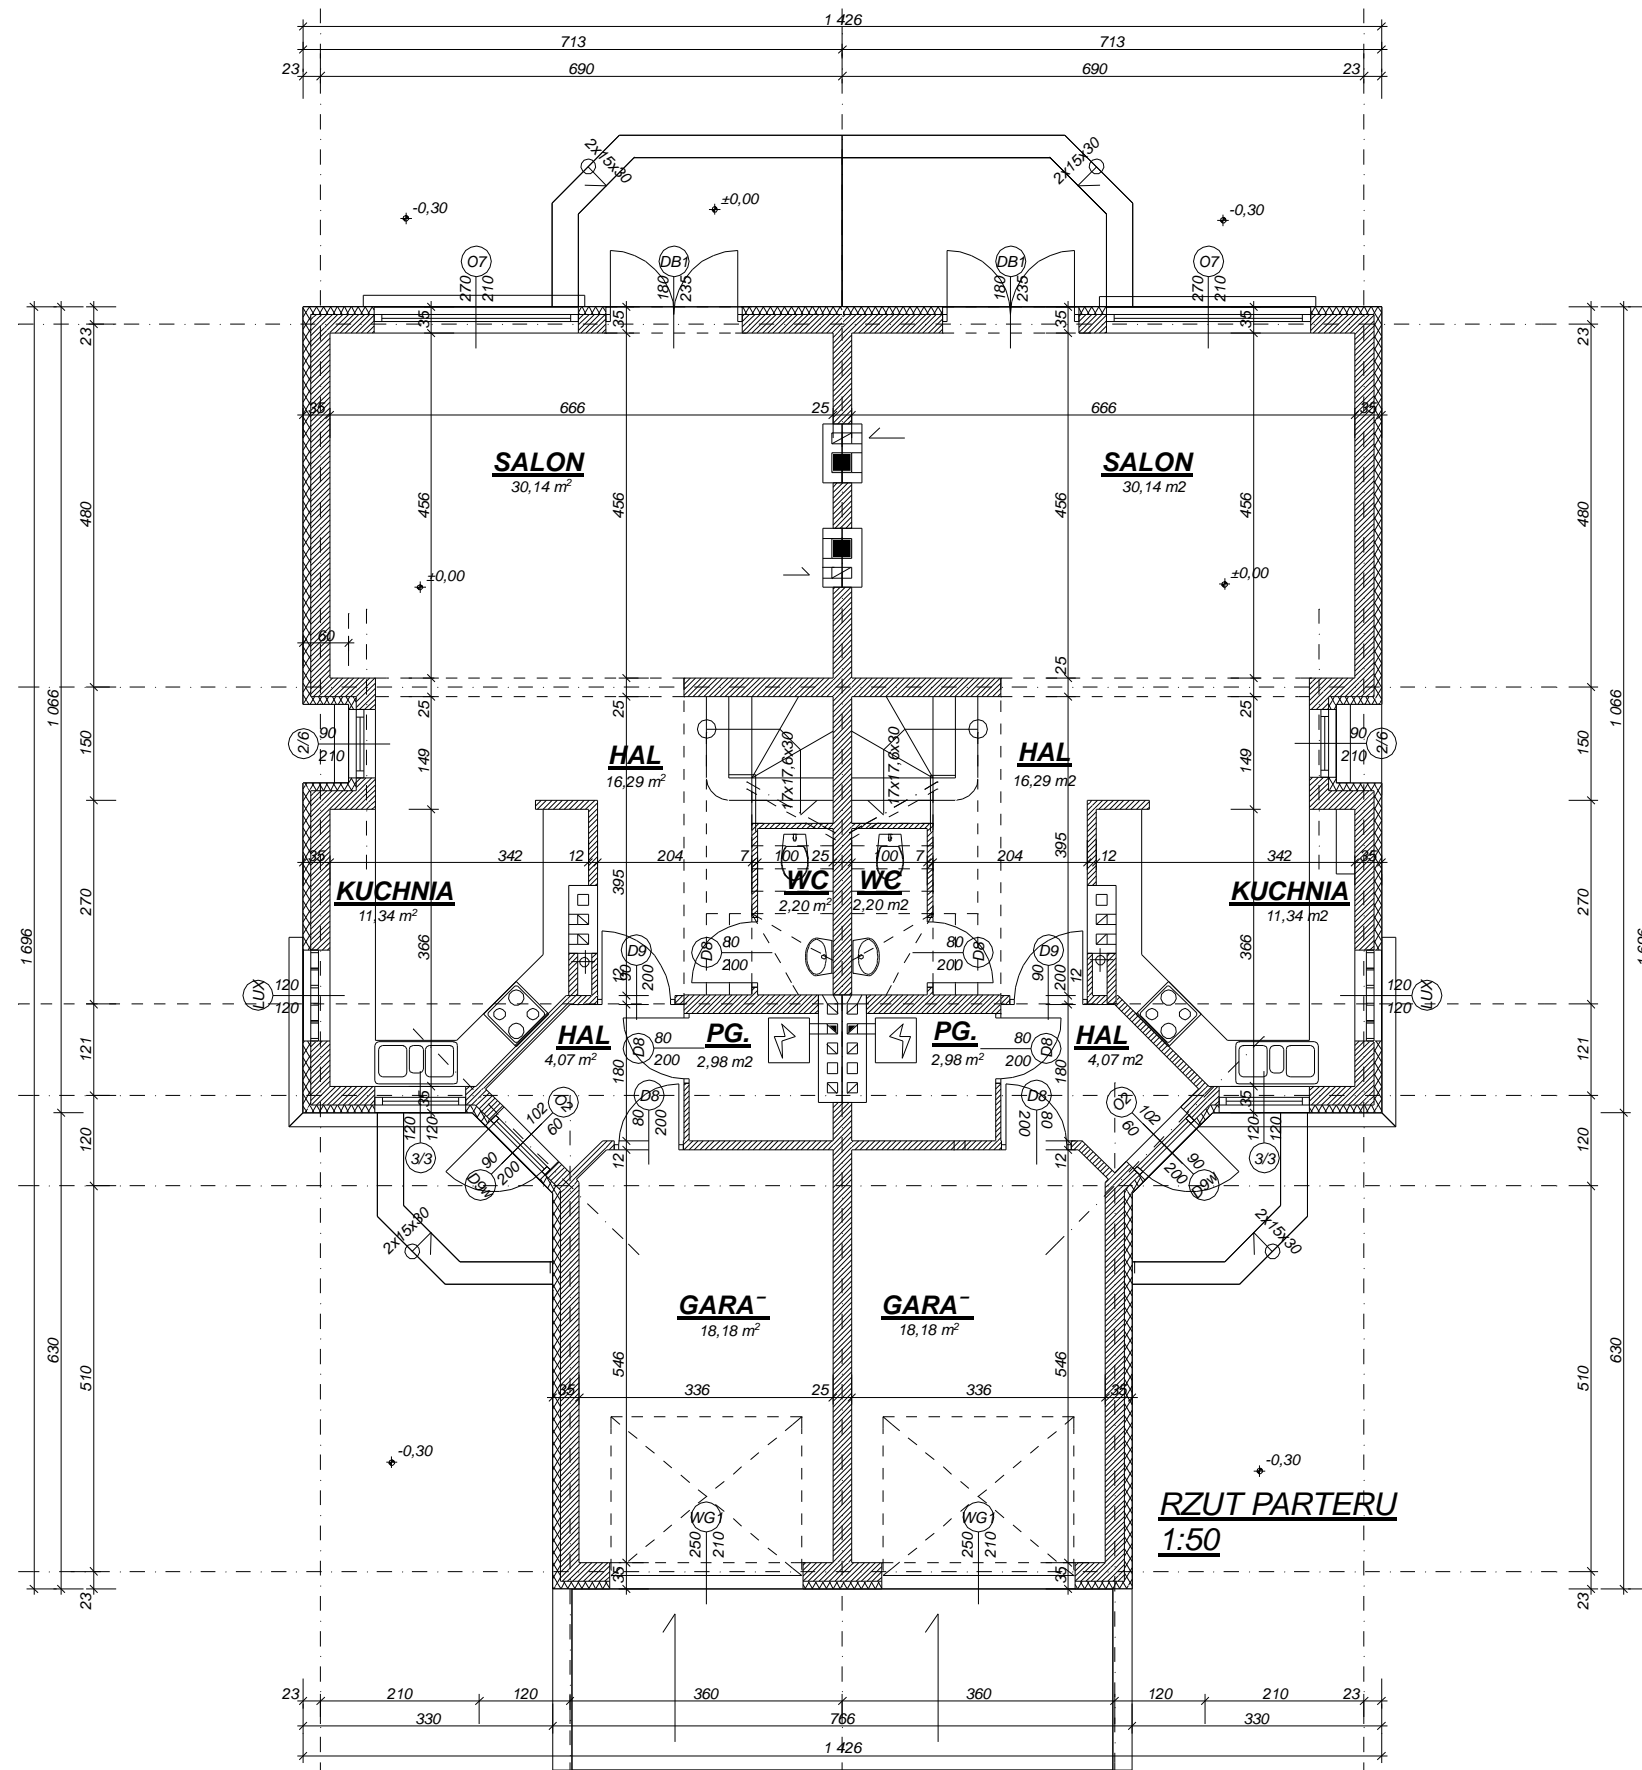 1 426
713 713
23 690 690 23
2x15x30 2x15x30
-0,30 ±0,00 -0,30
O7 DB1 DB1 O7
270 210 180 235 180 235 270 210
23 35 35 35 35 23
35 666 25 666 35
SALON SALON
30,14 m² 30,14 m2
480 456 456 456 456 480
±0,00 ±0,00
60
25 25 25 25
1 066 1 066
2/6 90 210 90 210 2/6
150 149 149 150
HAL HAL
16,29 m² 16,29 m2
17x17,6x30 17x17,6x30
35 342 12 204 7 100 25 100 7 204 12 342 35
395 395
KUCHNIA WC WC KUCHNIA
11,34 m² 2,20 m² 2,20 m2 11,34 m2
270 366 366 270
1 696 1 696
D9 D8 80 200 80 200 D8 D9
12 90 200 90 200 12
LUX 120 120 120 120 LUX
HAL PG. PG. HAL
4,07 m² 2,98 m2 2,98 m2 4,07 m2
D8 80 200 80 200 D8
121 180 180 121
35 D8 D8 35
80 200 80 200
O2 102 60 O2 102 60
120 120 120 120 120 120
3/3 12 12 3/3
D9w 90 200 90 200 D9w
2x15x30 2x15x30
GARA¯ GARA¯
18,18 m² 18,18 m²
630 510 546 546 510 630
35 336 25 336 35
-0,30 -0,30
RZUT PARTERU
1:50
WG1 WG1
250 210 250 210
23 35 35 23
23 210 120 360 360 120 210 23
330 766 330
1 426